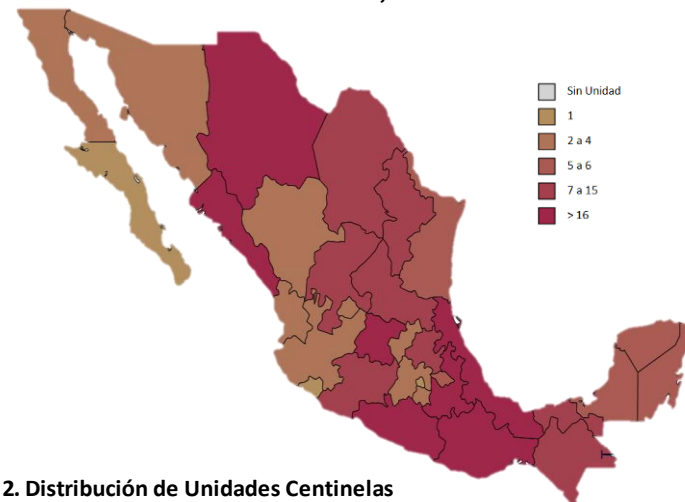 Sin Unidad
1
2 a 4
5 a 6
7 a 15
> 16
2. Distribución de Unidades Centinelas